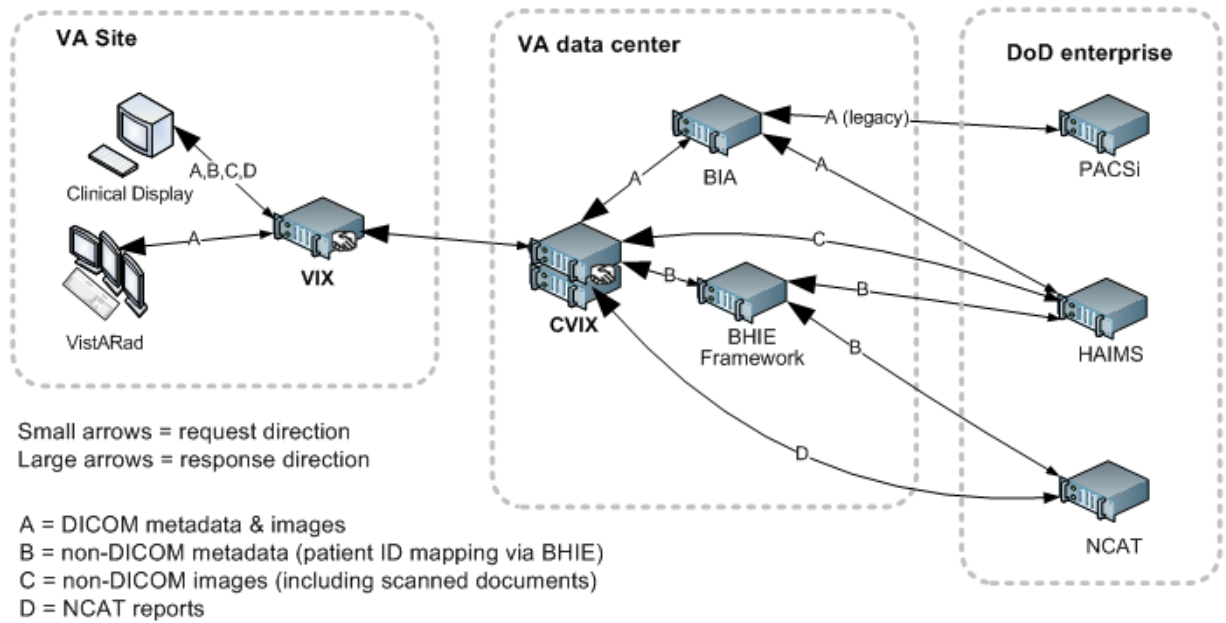 VA Site
VA data center
DoD enterprise
A (legacy)
PACSi
BIA
Clinical Display
A,B,C,D
A
A
A
VIX
C
B
B
CVIX
VistARad
BHIE
Framework
HAIMS
B
D
NCAT
Small arrows = request direction
Large arrows = response direction
A = DICOM metadata & images
B = non-DICOM metadata (patient ID mapping via BHIE)
C = non-DICOM images (including scanned documents)
D = NCAT reports